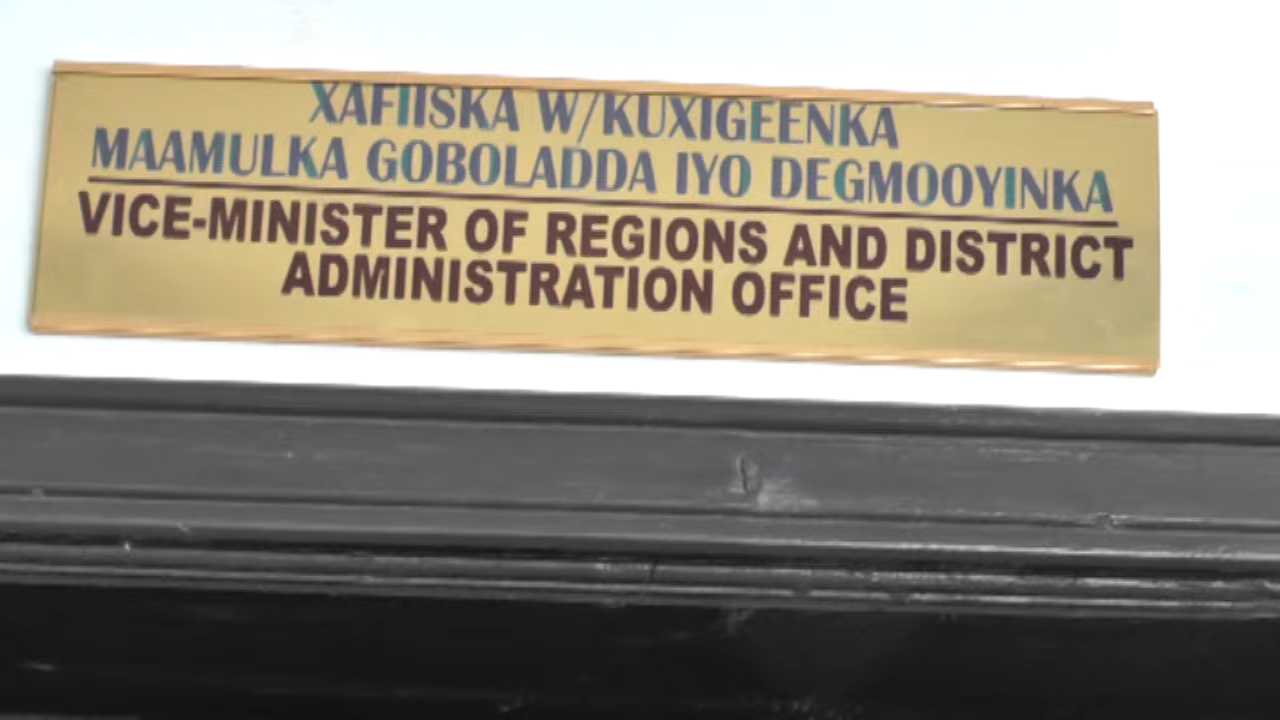 XAFIISKA W/KUXIGEENKA
MAAMULKA GOBOLADDA IYO DEGMOOYINKA
VICE-MINISTER OF REGIONS AND DISTRICT
ADMINISTRATION OFFICE